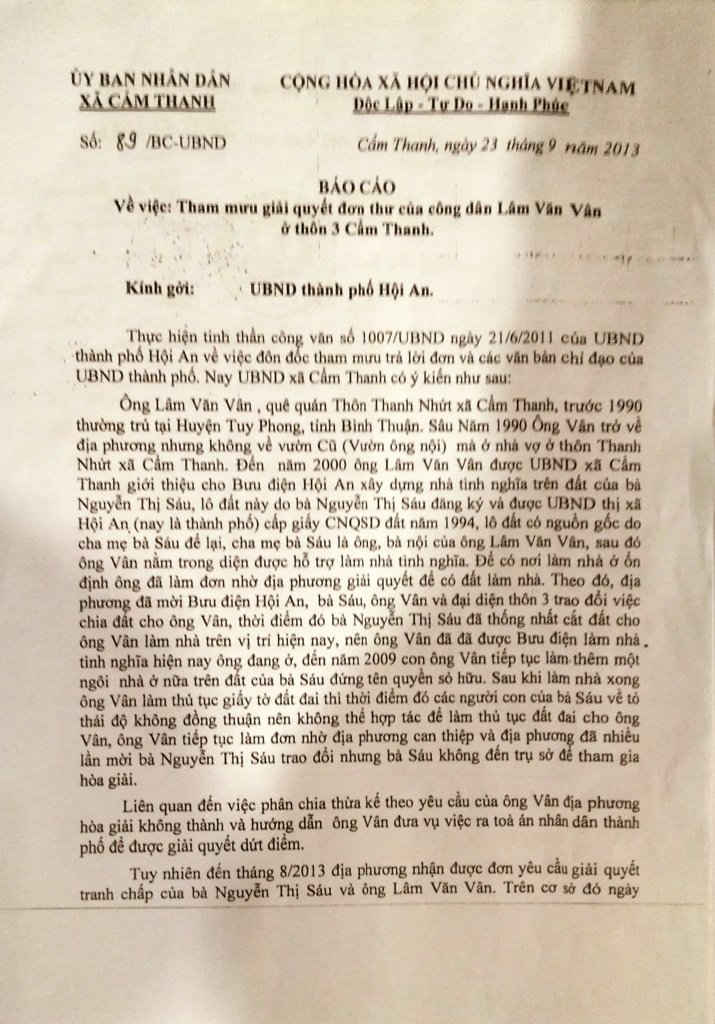 ỦY BAN NHÂN DÂN
XÃ CẨM THANH
CỘNG HÒA XÃ HỘI CHỦ NGHĨA VIỆTNAM
Độc Lập - Tự Do - Hạnh Phúc
Số: 89 /BC-UBND
Cẩm Thanh, ngày 23 tháng 9 năm 2013
BÁO CÁO
Về việc: Tham mưu giải quyết đơn thư của công dân Lâm Văn Vân
ở thôn 3 Cẩm Thanh.
Kính gởi: UBND thành phố Hội An.
Thực hiện tinh thần công văn số 1007/UBND ngày 21/6/2011 của UBND
thành phố Hội An về việc đôn đốc tham mưu trả lời đơn và các văn bản chỉ đạo của
UBND thành phố. Nay UBND xã Cẩm Thanh có ý kiến như sau:
Ông Lâm Văn Vân , quê quán Thôn Thanh Nhứt xã Cẩm Thanh, trước 1990
thường trú tại Huyện Tuy Phong, tỉnh Bình Thuận. Sâu Năm 1990 Ông Vân trở về
địa phương nhưng không về vườn Cũ (Vườn ông nội) mà ở nhà vợ ở thôn Thanh
Nhứt xã Cẩm Thanh. Đến năm 2000 ông Lâm Văn Vân được UBND xã Cẩm
Thanh giới thiệu cho Bưu điện Hội An xây dựng nhà tình nghĩa trên đất của bà
Nguyễn Thị Sáu, lô đất này do bà Nguyễn Thị Sáu đăng ký và được UBND thị xã
Hội An (nay là thành phố) cấp giấy CNQSD đất năm 1994, lô đất có nguồn gốc do
cha mẹ bà Sáu để lại, cha mẹ bà Sáu là ông, bà nội của ông Lâm Văn Vân, sau đó
ông Vân nằm trong diện được hỗ trợ làm nhà tình nghĩa. Để có nơi làm nhà ở ổn
định ông đã làm đơn nhờ địa phương giải quyết để có đất làm nhà. Theo đó, địa
phương đã mời Bưu điện Hội An, bà Sáu, ông Vân và đại diện thôn 3 trao đổi việc
chia đất cho ông Vân, thời điểm đó bà Nguyễn Thị Sáu đã thống nhất cắt đất cho
ông Vân làm nhà trên vị trí hiện nay, nên ông Vân đã đã được Bưu điện làm nhà
tình nghĩa hiện nay ông đang ở, đến năm 2009 con ông Vân tiếp tục làm thêm một
ngôi nhà ở nữa trên đất của bà Sáu đứng tên quyền sỏ hữu. Sau khi làm nhà xong
ông Vân làm thủ tục giấy tờ đất đai thì thời điểm đó các người con của bà Sáu về tỏ
thái độ không đồng thuận nên không thể hợp tác để làm thủ tục đất đai cho ông
Vân, ông Vân tiếp tục làm đơn nhờ địa phương can thiệp và địa phương đã nhiều
lần mời bà Nguyễn Thị Sáu trao đổi nhưng bà Sáu không đến trụ sở để tham gia
hòa giải.
Liên quan đến việc phân chia thừa kế theo yêu cầu của ông Vân địa phương
hòa giải không thành và hướng dẫn ông Vân đưa vụ việc ra toà án nhân dân thành
phố để được giải quyết dứt điểm.
Tuy nhiên đến tháng 8/2013 địa phương nhận được đơn yêu cầu giải quyết
tranh chấp của bà Nguyễn Thị Sáu và ông Lâm Văn Vân. Trên cơ sở đó ngày